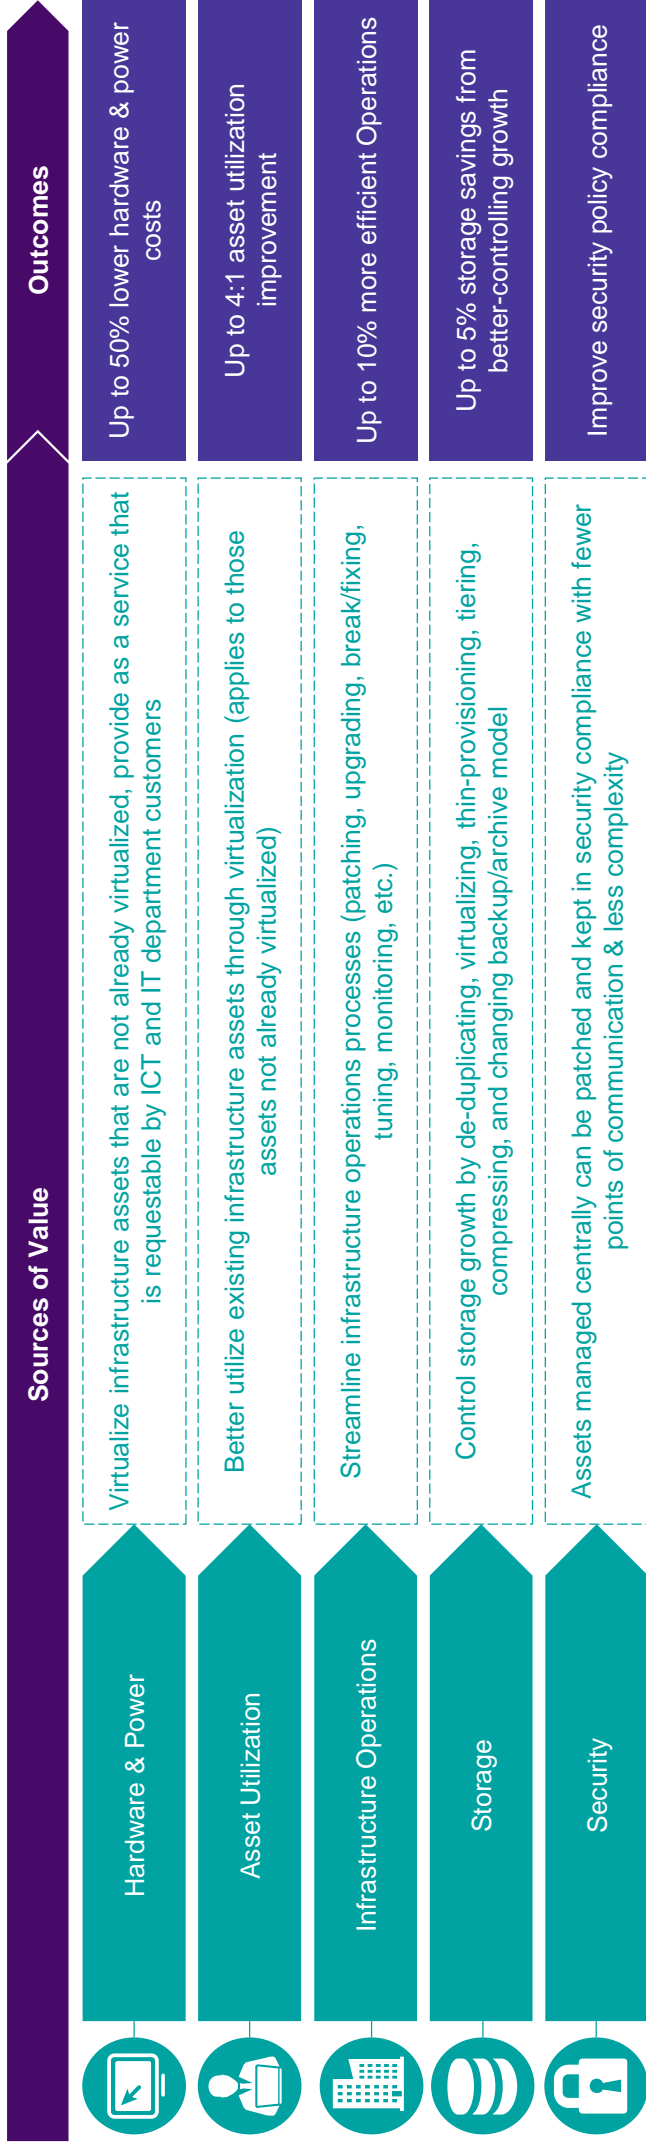 Sources of Value
Outcomes
Hardware & Power
Virtualize infrastructure assets that are not already virtualized, provide as a service that
is requestable by ICT and IT department customers
Up to 50% lower hardware & power
costs
Asset Utilization
Better utilize existing infrastructure assets through virtualization (applies to those
assets not already virtualized)
Up to 4:1 asset utilization
improvement
Infrastructure Operations
Streamline infrastructure operations processes (patching, upgrading, break/fixing,
tuning, monitoring, etc.)
Up to 10% more efficient Operations
Storage
Control storage growth by de-duplicating, virtualizing, thin-provisioning, tiering,
compressing, and changing backup/archive model
Up to 5% storage savings from
better-controlling growth
Security
Assets managed centrally can be patched and kept in security compliance with fewer
points of communication & less complexity
Improve security policy compliance